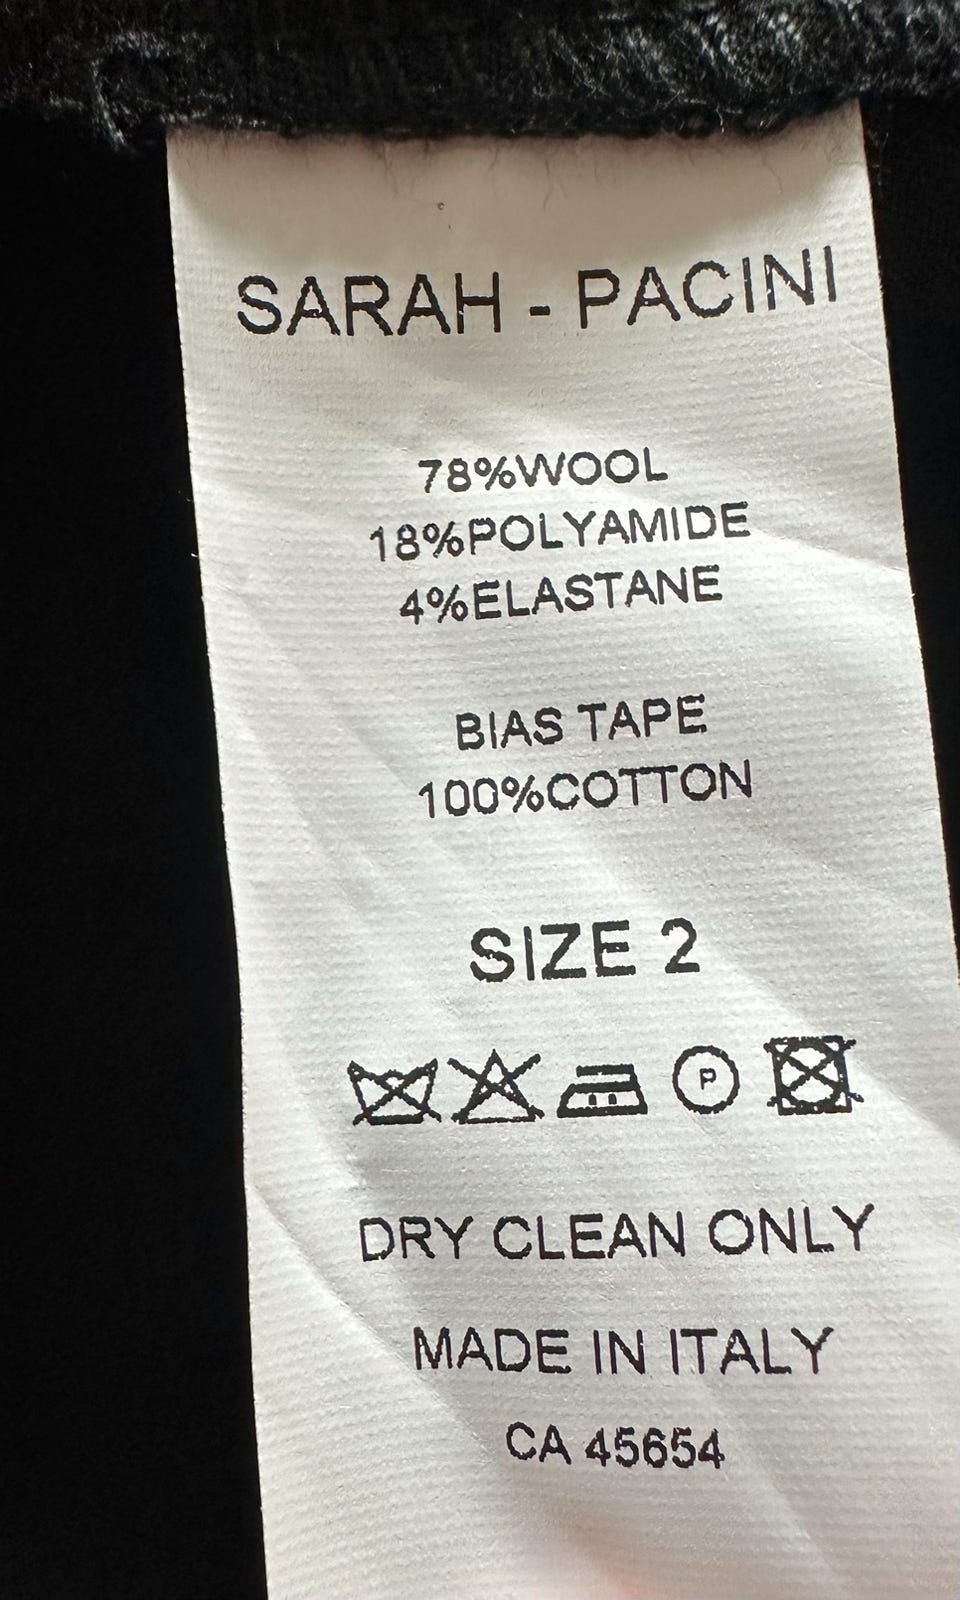 SARAH - PACINI
78%WOOL
18%POLYAMIDE
4%ELASTANE
BIAS TAPE
100%COTTON
SIZE 2
P
DRY CLEAN ONLY
MADE IN ITALY
CA 45654